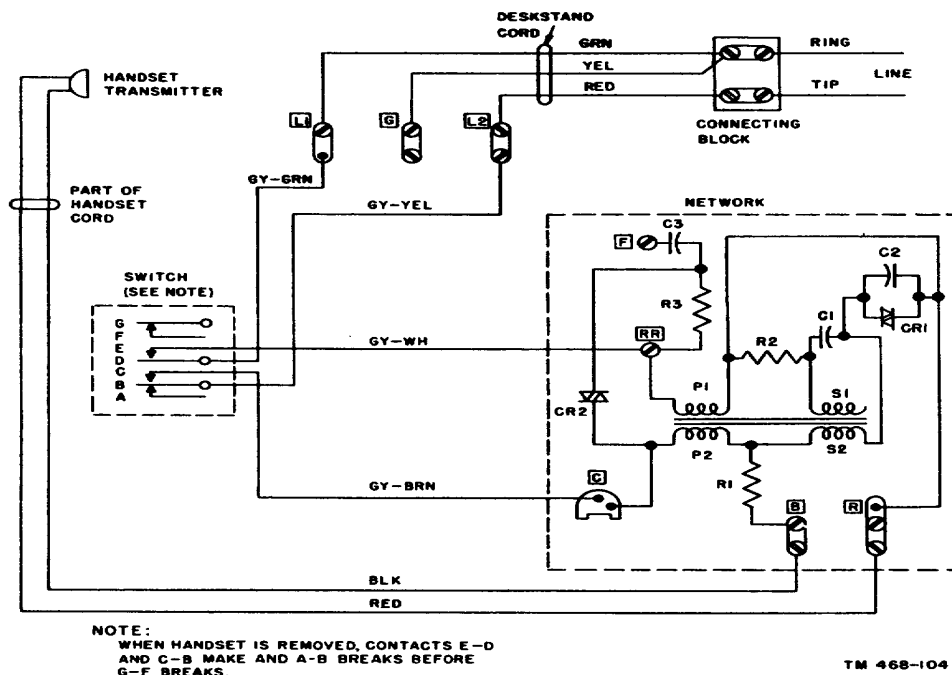 DESKSTAND
CORD
GRN
RING
HANDSET
TRANSMITTER
YEL
LINE
RED
TIP
L1
G
L2
CONNECTING
BLOCK
GY-GRN
PART OF
HANDSET
CORD
GY-YEL
NETWORK
C3
F
C2
SWITCH
(SEE NOTE)
R3
C1
CR1
G
F
E
D
C
B
A
GY-WH
RR
R2
P1
S1
CR2
P2
S2
GY-BRN
C
R1
B
R
BLK
RED
NOTE:
WHEN HANDSET IS REMOVED, CONTACTS E-D
AND C-B MAKE AND A-B BREAKS BEFORE
G-F BREAKS.
TM 468-104